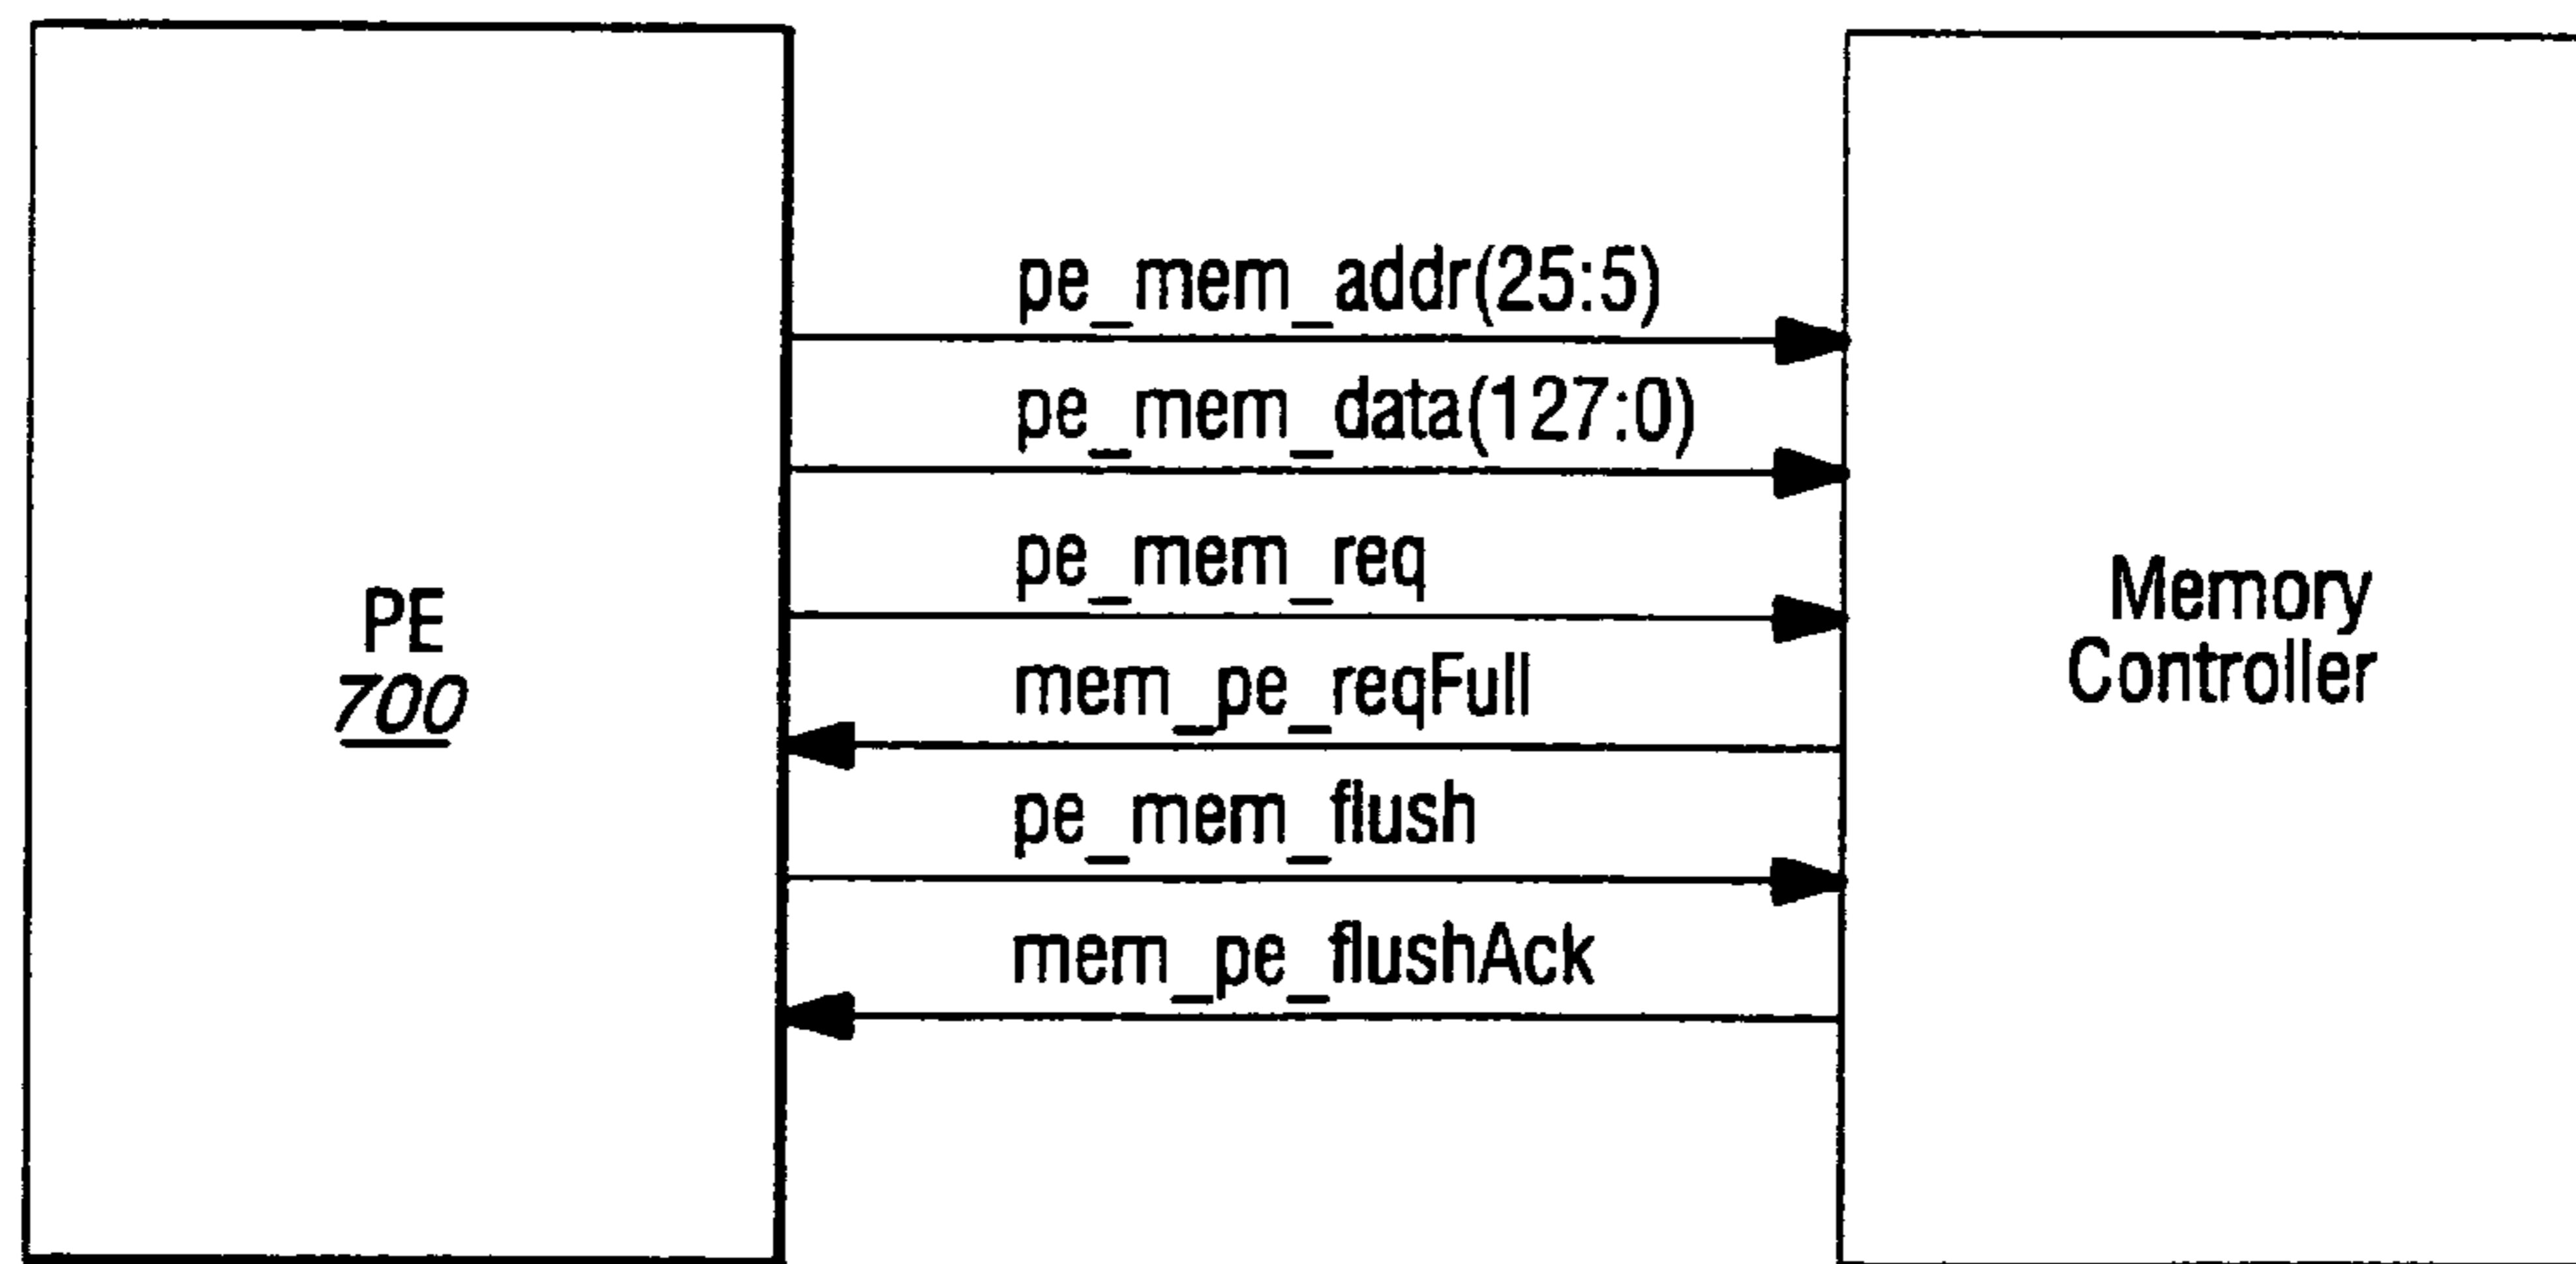 pe_mem_addr(25:5)
pe_mem_data(127:0)
pe_mem_req
mem_pe_reqFull
pe_mem_flush
mem_pe_flushAck
PE
700
Memory
Controller